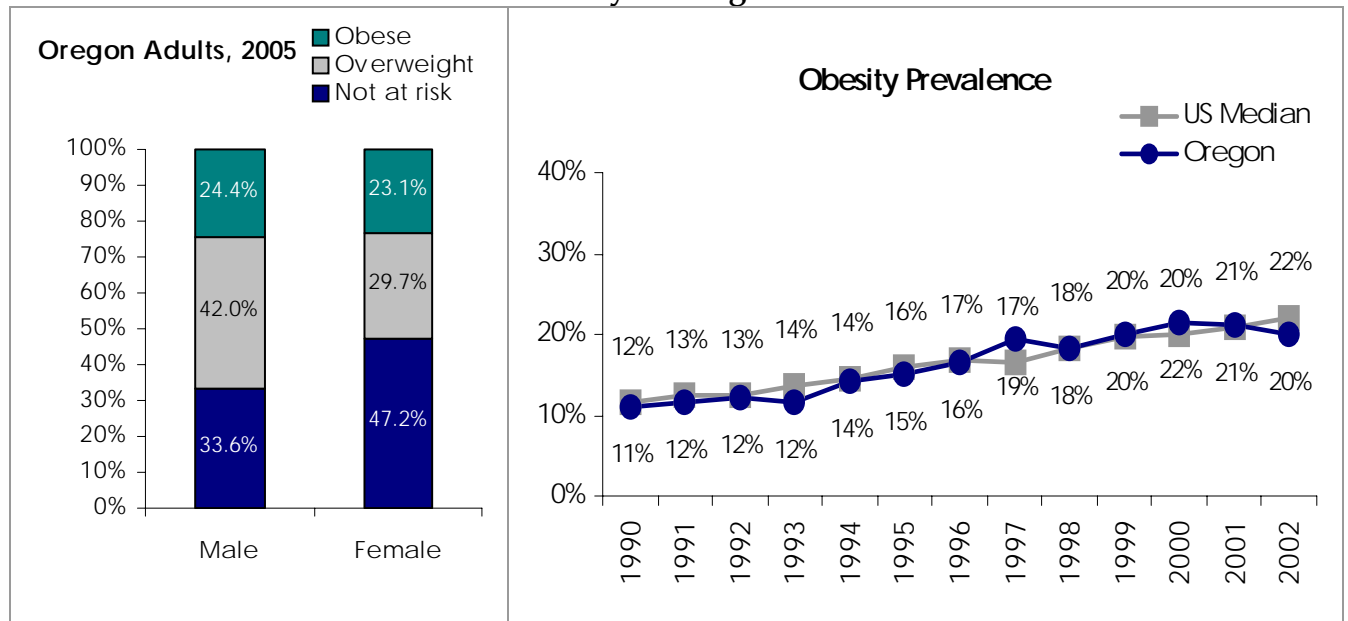 Oregon Adults, 2005
Obese
Overweight
Not at risk
100%
90%
80%
70%
60%
50%
40%
30%
20%
10%
0%
24.4%
42.0%
33.6%
23.1%
29.7%
47.2%
Male
Female
Obesity Prevalence
US Median
Oregon
40%
30%
20%
10%
0%
12% 13% 13% 14% 14% 16% 17% 17% 18% 20% 20% 21% 22%
11% 12% 12% 12% 14% 15% 16% 19% 18% 20% 22% 21% 20%
1990 1991 1992 1993 1994 1995 1996 1997 1998 1999 2000 2001 2002